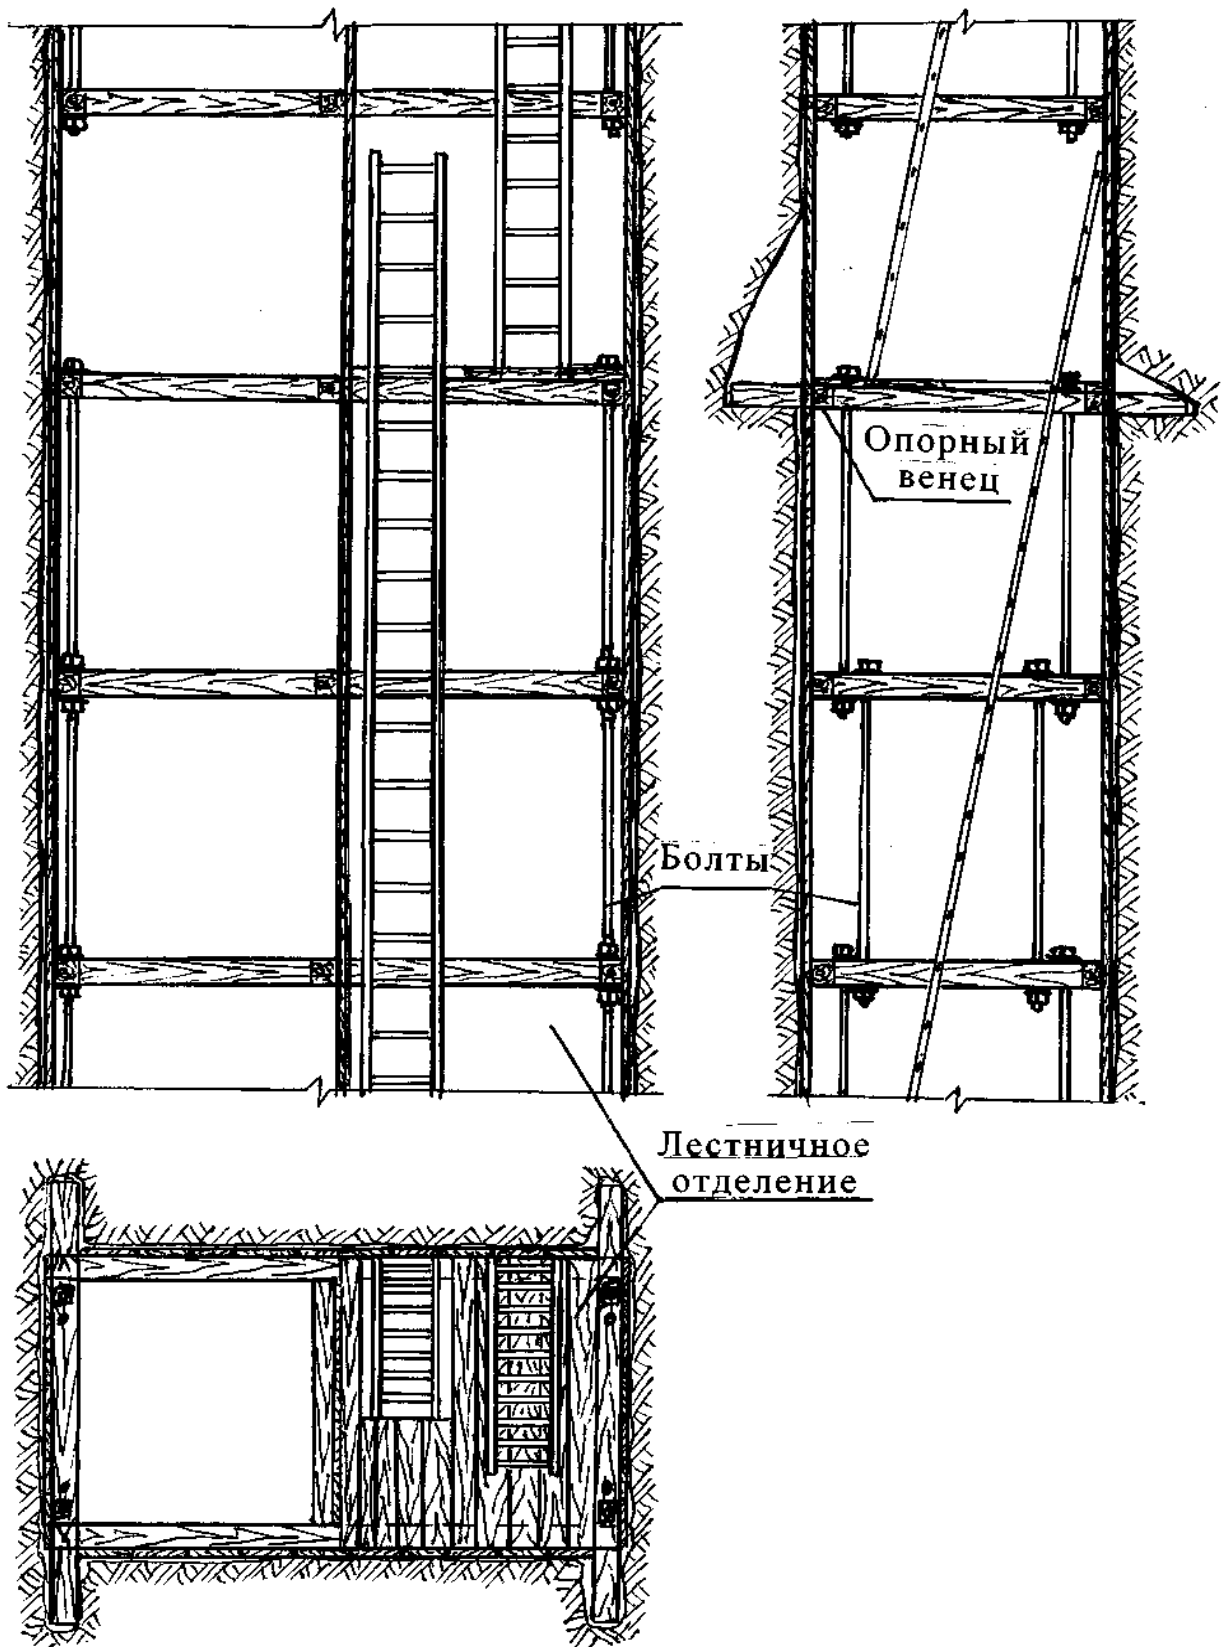 Опорный
венец
Болты
Лестничное
отделение